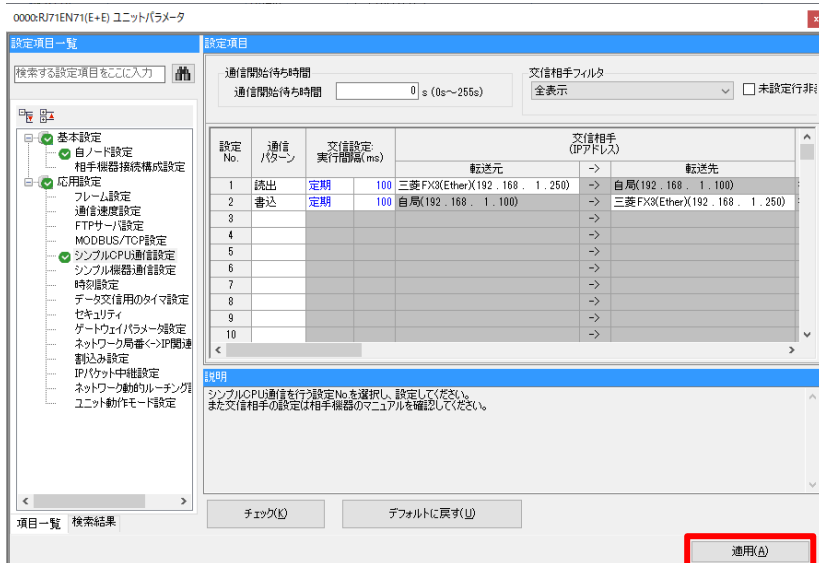 0000:RJ71EN71(E+E) ユニットパラメータ
設定項目一覧
検索する設定項目をここに入力
基本設定
自ノード設定
相手機器接続構成設定
応用設定
フレーム設定
通信速度設定
FTPサーバ設定
MODBUS/TCP設定
シンプルCPU通信設定
シンプル機器通信設定
時刻設定
データ交信用のタイマ設定
セキュリティ
ゲートウェイパラメータ設定
ネットワーク局番<->IP関連
割込み設定
IPパケット中継設定
ネットワーク動的ルーチング
ユニット動作モード設定
項目一覧 検索結果
設定項目
通信開始待ち時間
通信開始待ち時間 0 s (0s～255s)
交信相手フィルタ
全表示
未設定行非
設定No. 通信パターン 交信設定:実行間隔(ms) 交信相手(IPアドレス)
転送元 -> 転送先
1 読出 定期 100 三菱FX3(Ether)(192 . 168 . 1 . 250) -> 自局(192 . 168 . 1 . 100)
2 書込 定期 100 自局(192 . 168 . 1 . 100) -> 三菱FX3(Ether)(192 . 168 . 1 . 250)
3 ->
4 ->
5 ->
6 ->
7 ->
8 ->
9 ->
10 ->
説明
シンプルCPU通信を行う設定No.を選択し、設定してください。
また交信相手の設定は相手機器のマニュアルを確認してください。
チェック(K) デフォルトに戻す(U)
適用(A)